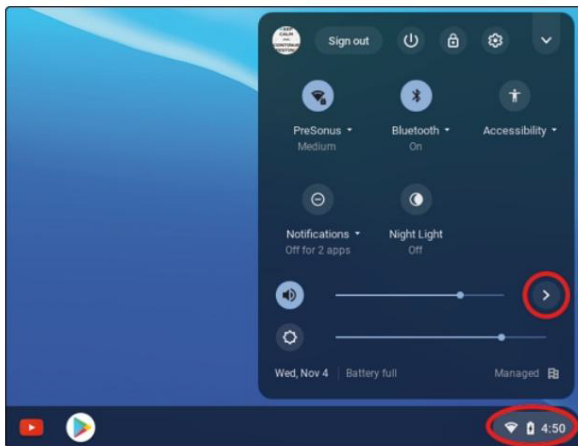 Sign out
PreSonus
Medium
Bluetooth
On
Accessibility
Notifications
Off for 2 apps
Night Light
Off
Wed, Nov 4
Battery full
Managed
4:50